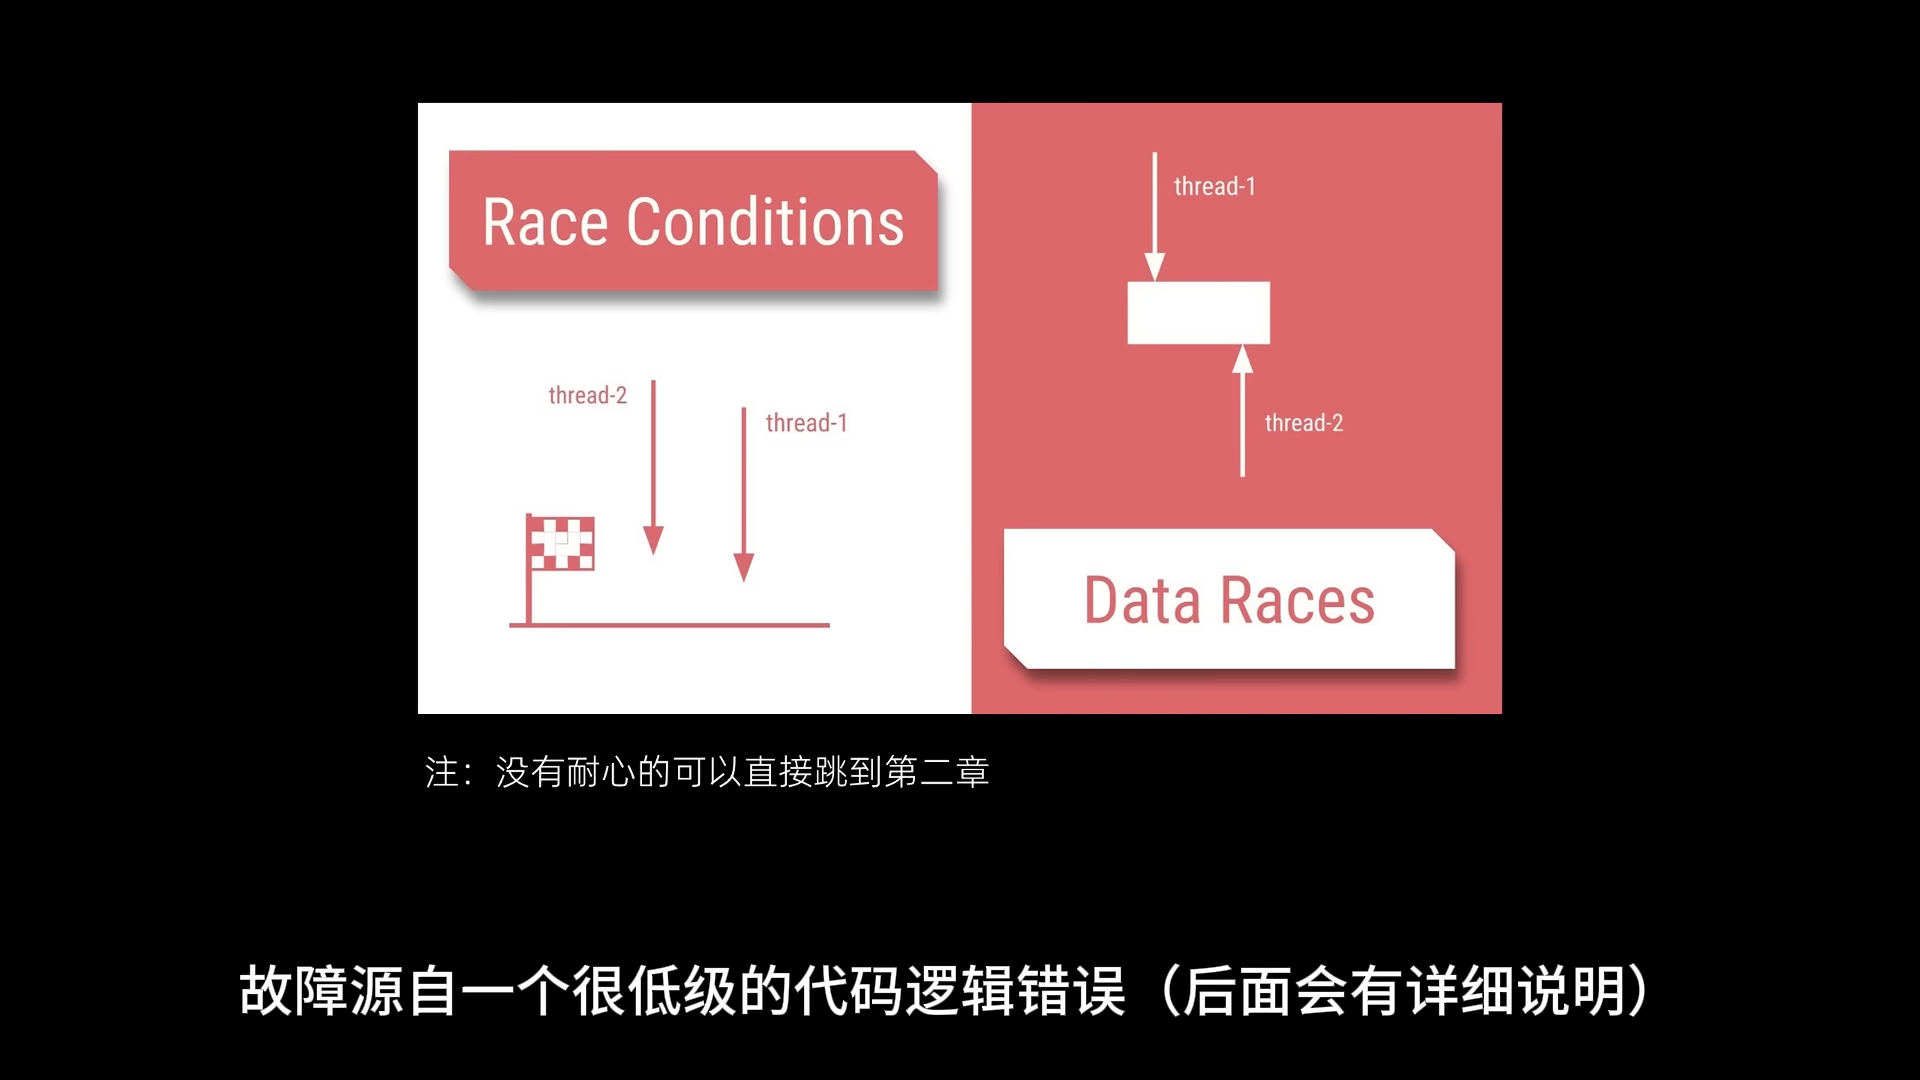 Race Conditions
thread-2
thread-1
thread-1
thread-2
Data Races
注：没有耐心的可以直接跳到第二章
故障源自一个很低级的代码逻辑错误（后面会有详细说明）